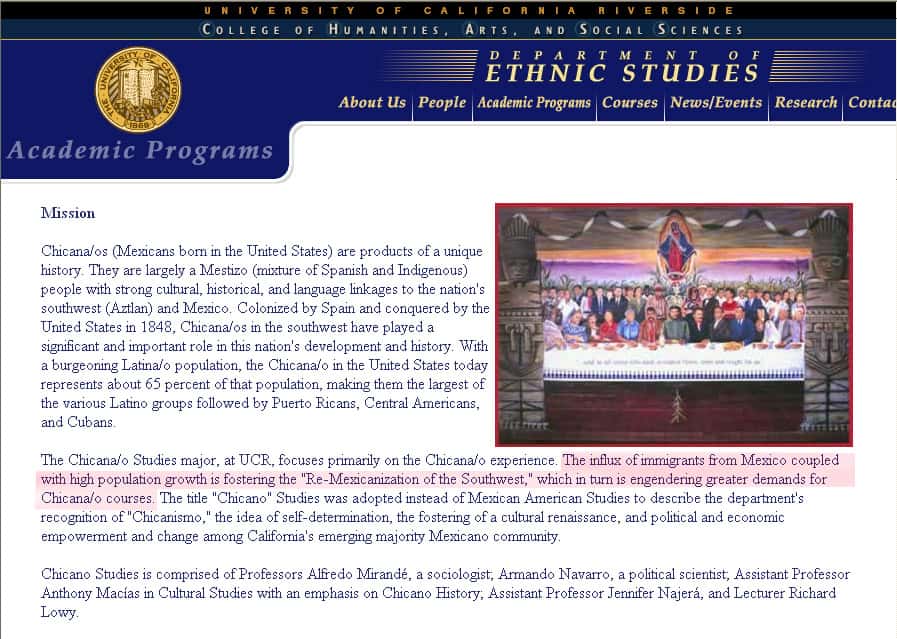 UNIVERSITY OF CALIFORNIA RIVERSIDE
COLLEGE OF HUMANITIES, ARTS, AND SOCIAL SCIENCES
DEPARTMENT OF
ETHNIC STUDIES
About Us People Academic Programs Courses News/Events Research Contac
THE UNIVERSITY OF CALIFORNIA
1868
Academic Programs
Mission
Chicana/os (Mexicans born in the United States) are products of a unique
history. They are largely a Mestizo (mixture of Spanish and Indigenous)
people with strong cultural, historical, and language linkages to the nation's
southwest (Aztlan) and Mexico. Colonized by Spain and conquered by the
United States in 1848, Chicana/os in the southwest have played a
significant and important role in this nation's development and history. With
a burgeoning Latina/o population, the Chicana/o in the United States today
represents about 65 percent of that population, making them the largest of
the various Latino groups followed by Puerto Ricans, Central Americans,
and Cubans.
The Chicana/o Studies major, at UCR, focuses primarily on the Chicana/o experience. The influx of immigrants from Mexico coupled
with high population growth is fostering the "Re-Mexicanization of the Southwest," which in turn is engendering greater demands for
Chicana/o courses. The title "Chicano" Studies was adopted instead of Mexican American Studies to describe the department's
recognition of "Chicanismo," the idea of self-determination, the fostering of a cultural renaissance, and political and economic
empowerment and change among California's emerging majority Mexicano community.
Chicano Studies is comprised of Professors Alfredo Mirandé, a sociologist; Armando Navarro, a political scientist; Assistant Professor
Anthony Macías in Cultural Studies with an emphasis on Chicano History; Assistant Professor Jennifer Najerá, and Lecturer Richard
Lowy.